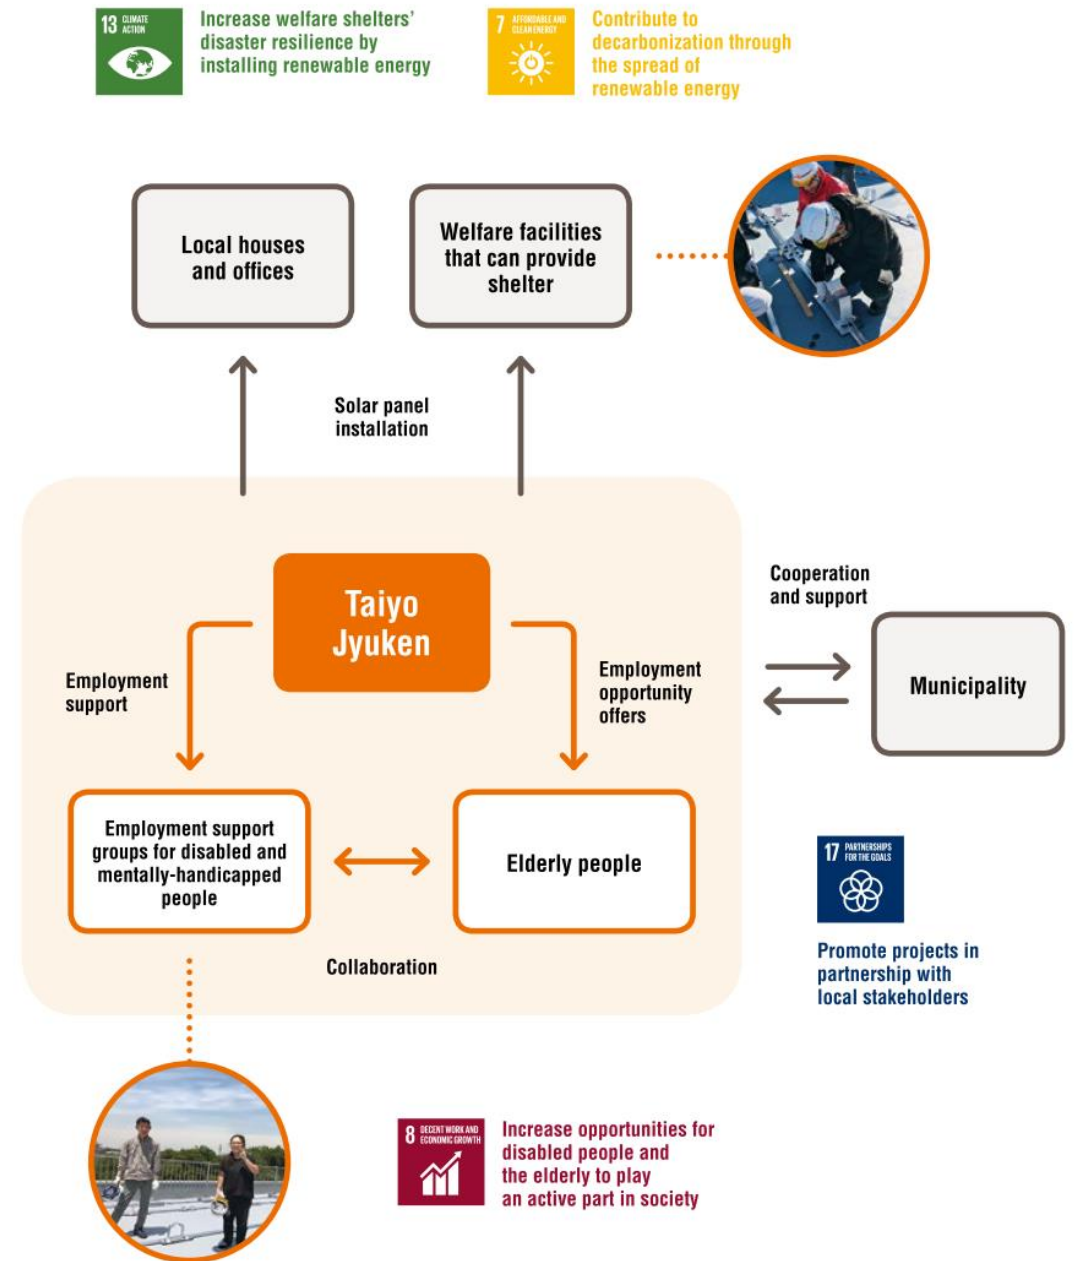 13 CLIMATE
ACTION
Increase welfare shelters'
disaster resilience by
installing renewable energy
7 AFFORDABLE AND
CLEAN ENERGY
Contribute to
decarbonization through
the spread of
renewable energy
Local houses
and offices
Welfare facilities
that can provide
shelter
Solar panel
installation
Taiyo
Jyuken
Cooperation
and support
Employment
support
Employment
opportunity
offers
Municipality
Employment support
groups for disabled and
mentally-handicapped
people
Elderly people
Collaboration
17 PARTNERSHIPS
FOR THE GOALS
Promote projects in
partnership with
local stakeholders
8 DECENT WORK AND
ECONOMIC GROWTH
Increase opportunities for
disabled people and
the elderly to play
an active part in society